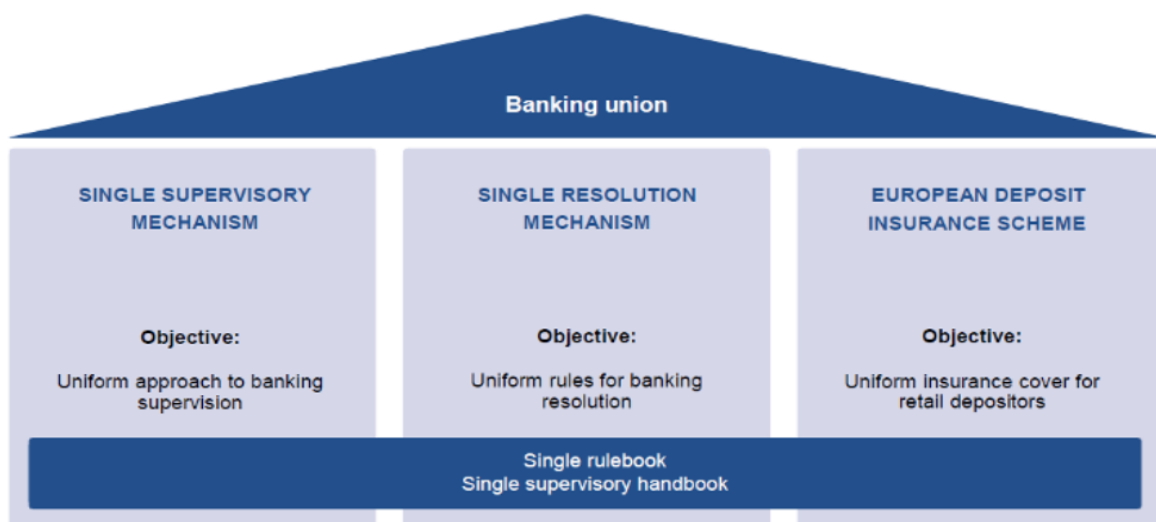 Banking union
SINGLE SUPERVISORY
MECHANISM
Objective:
Uniform approach to banking
supervision
SINGLE RESOLUTION
MECHANISM
Objective:
Uniform rules for banking
resolution
EUROPEAN DEPOSIT
INSURANCE SCHEME
Objective:
Uniform insurance cover for
retail depositors
Single rulebook
Single supervisory handbook